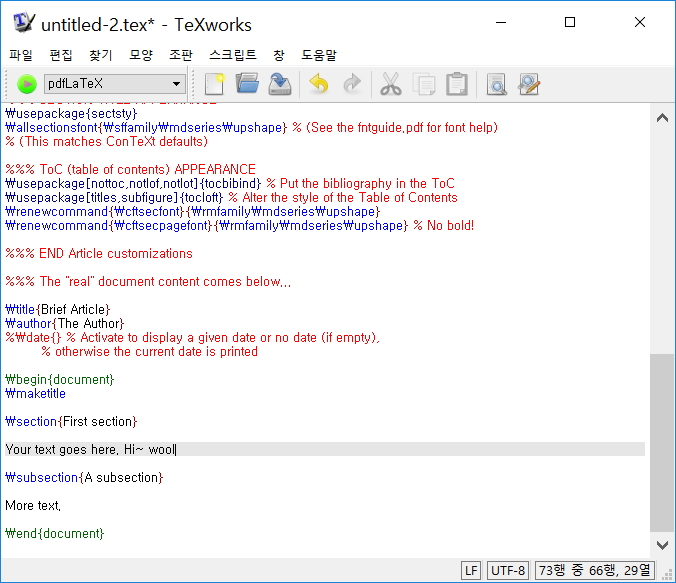 untitled-2.tex* - TeXworks
파일 편집 찾기 모양 조판 스크립트 창 도움말
pdfLaTeX
₩usepackage{sectsty}
₩allsectionsfont{₩sffamily₩mdseries₩upshape} % (See the fntguide.pdf for font help)
% (This matches ConTeXt defaults)
%%% ToC (table of contents) APPEARANCE
₩usepackage[nottoc,notlof,notlot]{tocbibind} % Put the bibliography in the ToC
₩usepackage[titles,subfigure]{tocloft} % Alter the style of the Table of Contents
₩renewcommand{₩cftsecfont}{₩rmfamily₩mdseries₩upshape}
₩renewcommand{₩cftsecpagefont}{₩rmfamily₩mdseries₩upshape} % No bold!
%%% END Article customizations
%%% The "real" document content comes below...
₩title{Brief Article}
₩author{The Author}
%₩date{} % Activate to display a given date or no date (if empty),
% otherwise the current date is printed
₩begin{document}
₩maketitle
₩section{First section}
Your text goes here. Hi~ wool
₩subsection{A subsection}
More text.
₩end{document}
LF UTF-8 73행 중 66행, 29열